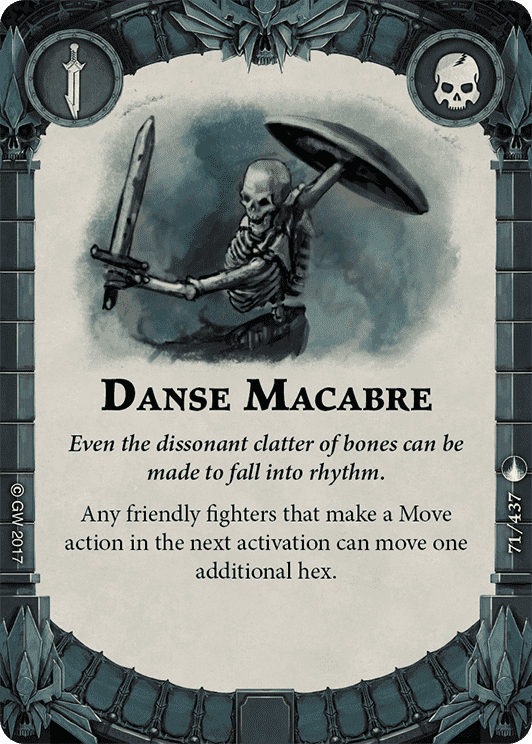 DANSE MACABRE
Even the dissonant clatter of bones can be
made to fall into rhythm.
Any friendly fighters that make a Move
action in the next activation can move one
additional hex.
© GW 2017
71/437